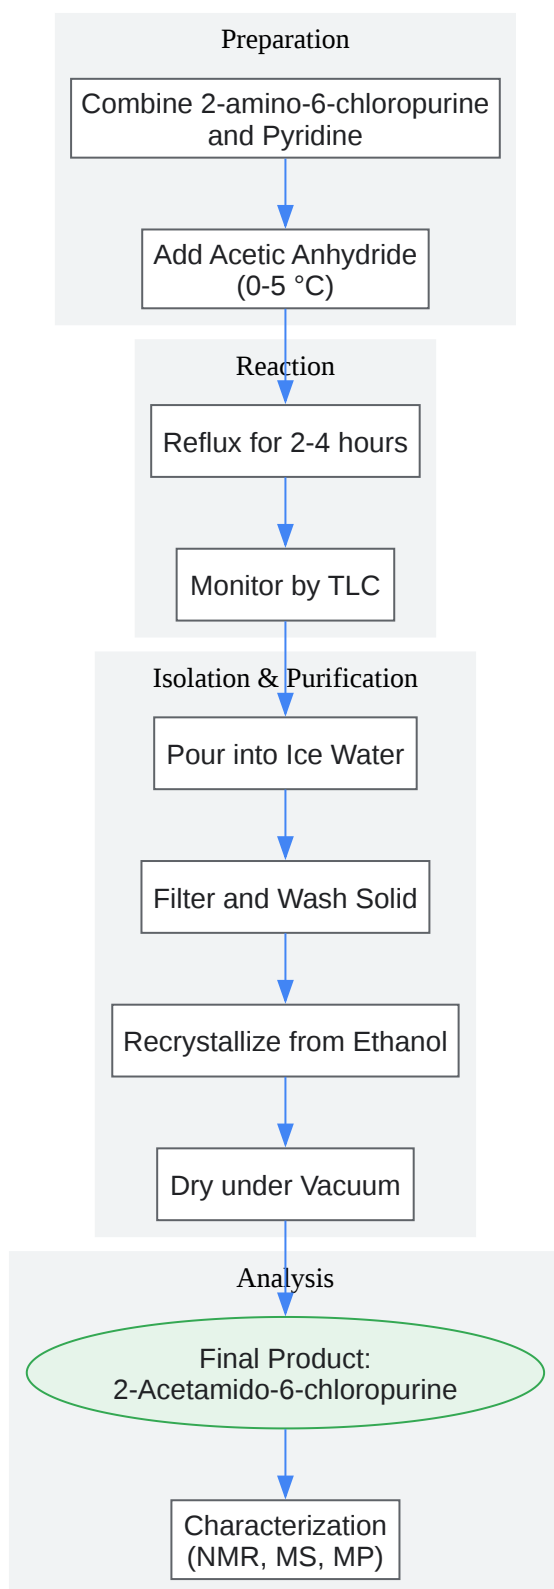 Preparation
Combine 2-amino-6-chloropurine
and Pyridine
Add Acetic Anhydride
(0-5 °C)
Reaction
Reflux for 2-4 hours
Monitor by TLC
Isolation & Purification
Pour into Ice Water
Filter and Wash Solid
Recrystallize from Ethanol
Dry under Vacuum
Analysis
Final Product:
2-Acetamido-6-chloropurine
Characterization
(NMR, MS, MP)